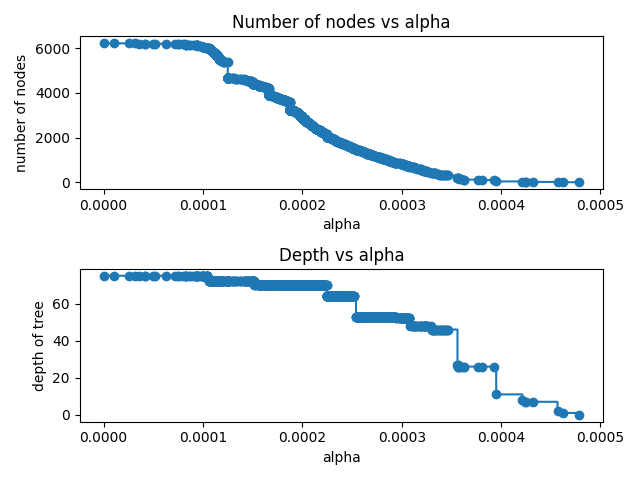 Number of nodes vs alpha
number of nodes
6000
4000
2000
0
0.0000 0.0001 0.0002 0.0003 0.0004 0.0005
alpha
Depth vs alpha
depth of tree
60
40
20
0
0.0000 0.0001 0.0002 0.0003 0.0004 0.0005
alpha